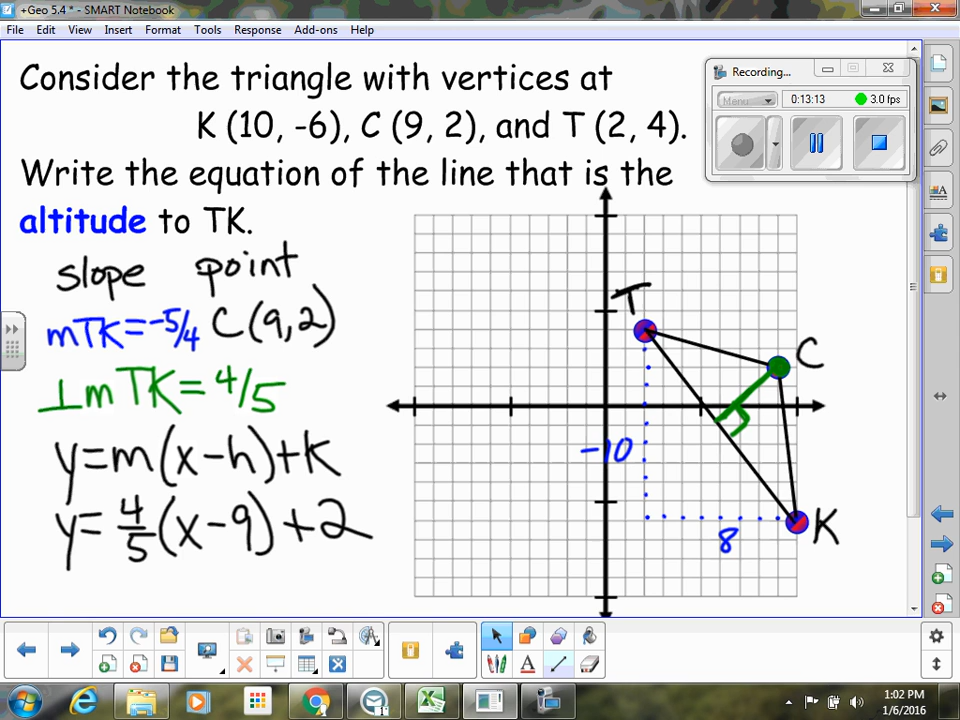 +Geo 5.4 * - SMART Notebook
File Edit View Insert Format Tools Response Add-ons Help
Consider the triangle with vertices at
K (10, -6), C (9, 2), and T (2, 4).
Write the equation of the line that is the
altitude to TK.
Recording...
Menu
0:13:13
3.0 fps
slope point
mTK=-5/4 C(9,2)
⊥mTK=4/5
y=m(x-h)+K
y=4/5(x-9)+2
T
C
-10
8
K
1:02 PM
1/6/2016